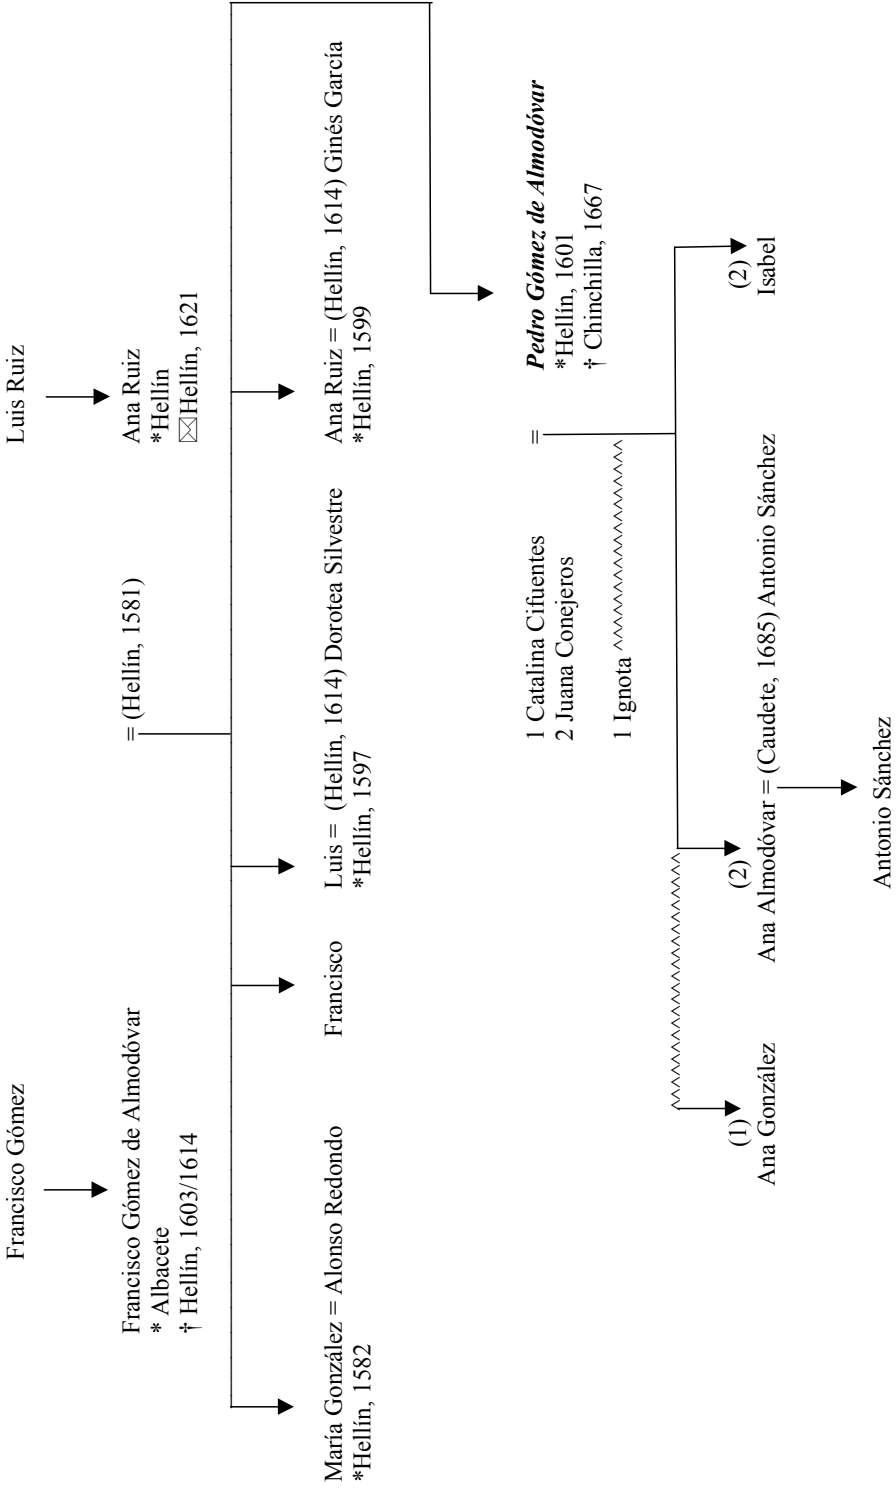 Francisco Gómez
Luis Ruiz
Francisco Gómez de Almodóvar
* Albacete
† Hellín, 1603/1614
= (Hellín, 1581)
Ana Ruiz
*Hellín
Hellín, 1621
María González = Alonso Redondo
*Hellín, 1582
Francisco
Luis = (Hellín, 1614) Dorotea Silvestre
*Hellín, 1597
Ana Ruiz = (Hellín, 1614) Ginés García
*Hellín, 1599
1 Catalina Cifuentes
2 Juana Conejeros
1 Ignota
=
Pedro Gómez de Almodóvar
*Hellín, 1601
† Chinchilla, 1667
(1)
Ana González
(2)
Ana Almodóvar = (Caudete, 1685) Antonio Sánchez
(2)
Isabel
Antonio Sánchez